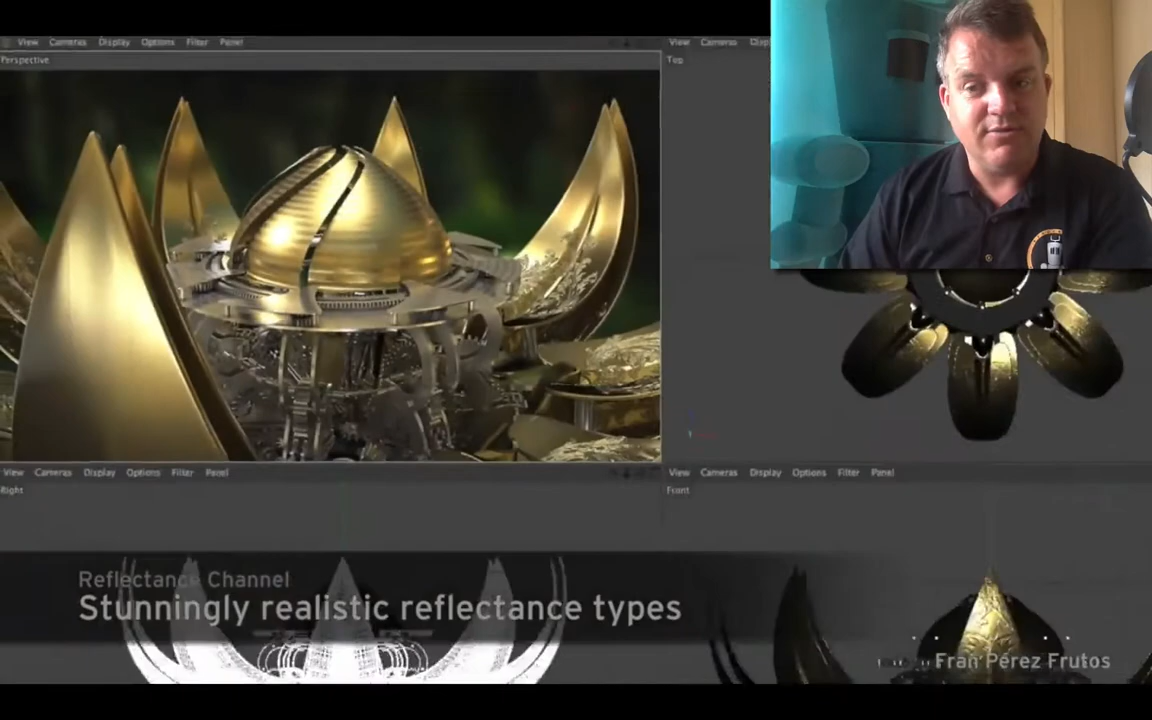 View Cameras Display Options Filter Panel
View Cameras
Perspective
Top
View Cameras Display Options Filter Panel
View Cameras Display Options Filter Panel
Right
Front
Reflectance Channel
Stunningly realistic reflectance types
Fran Pérez Frutos